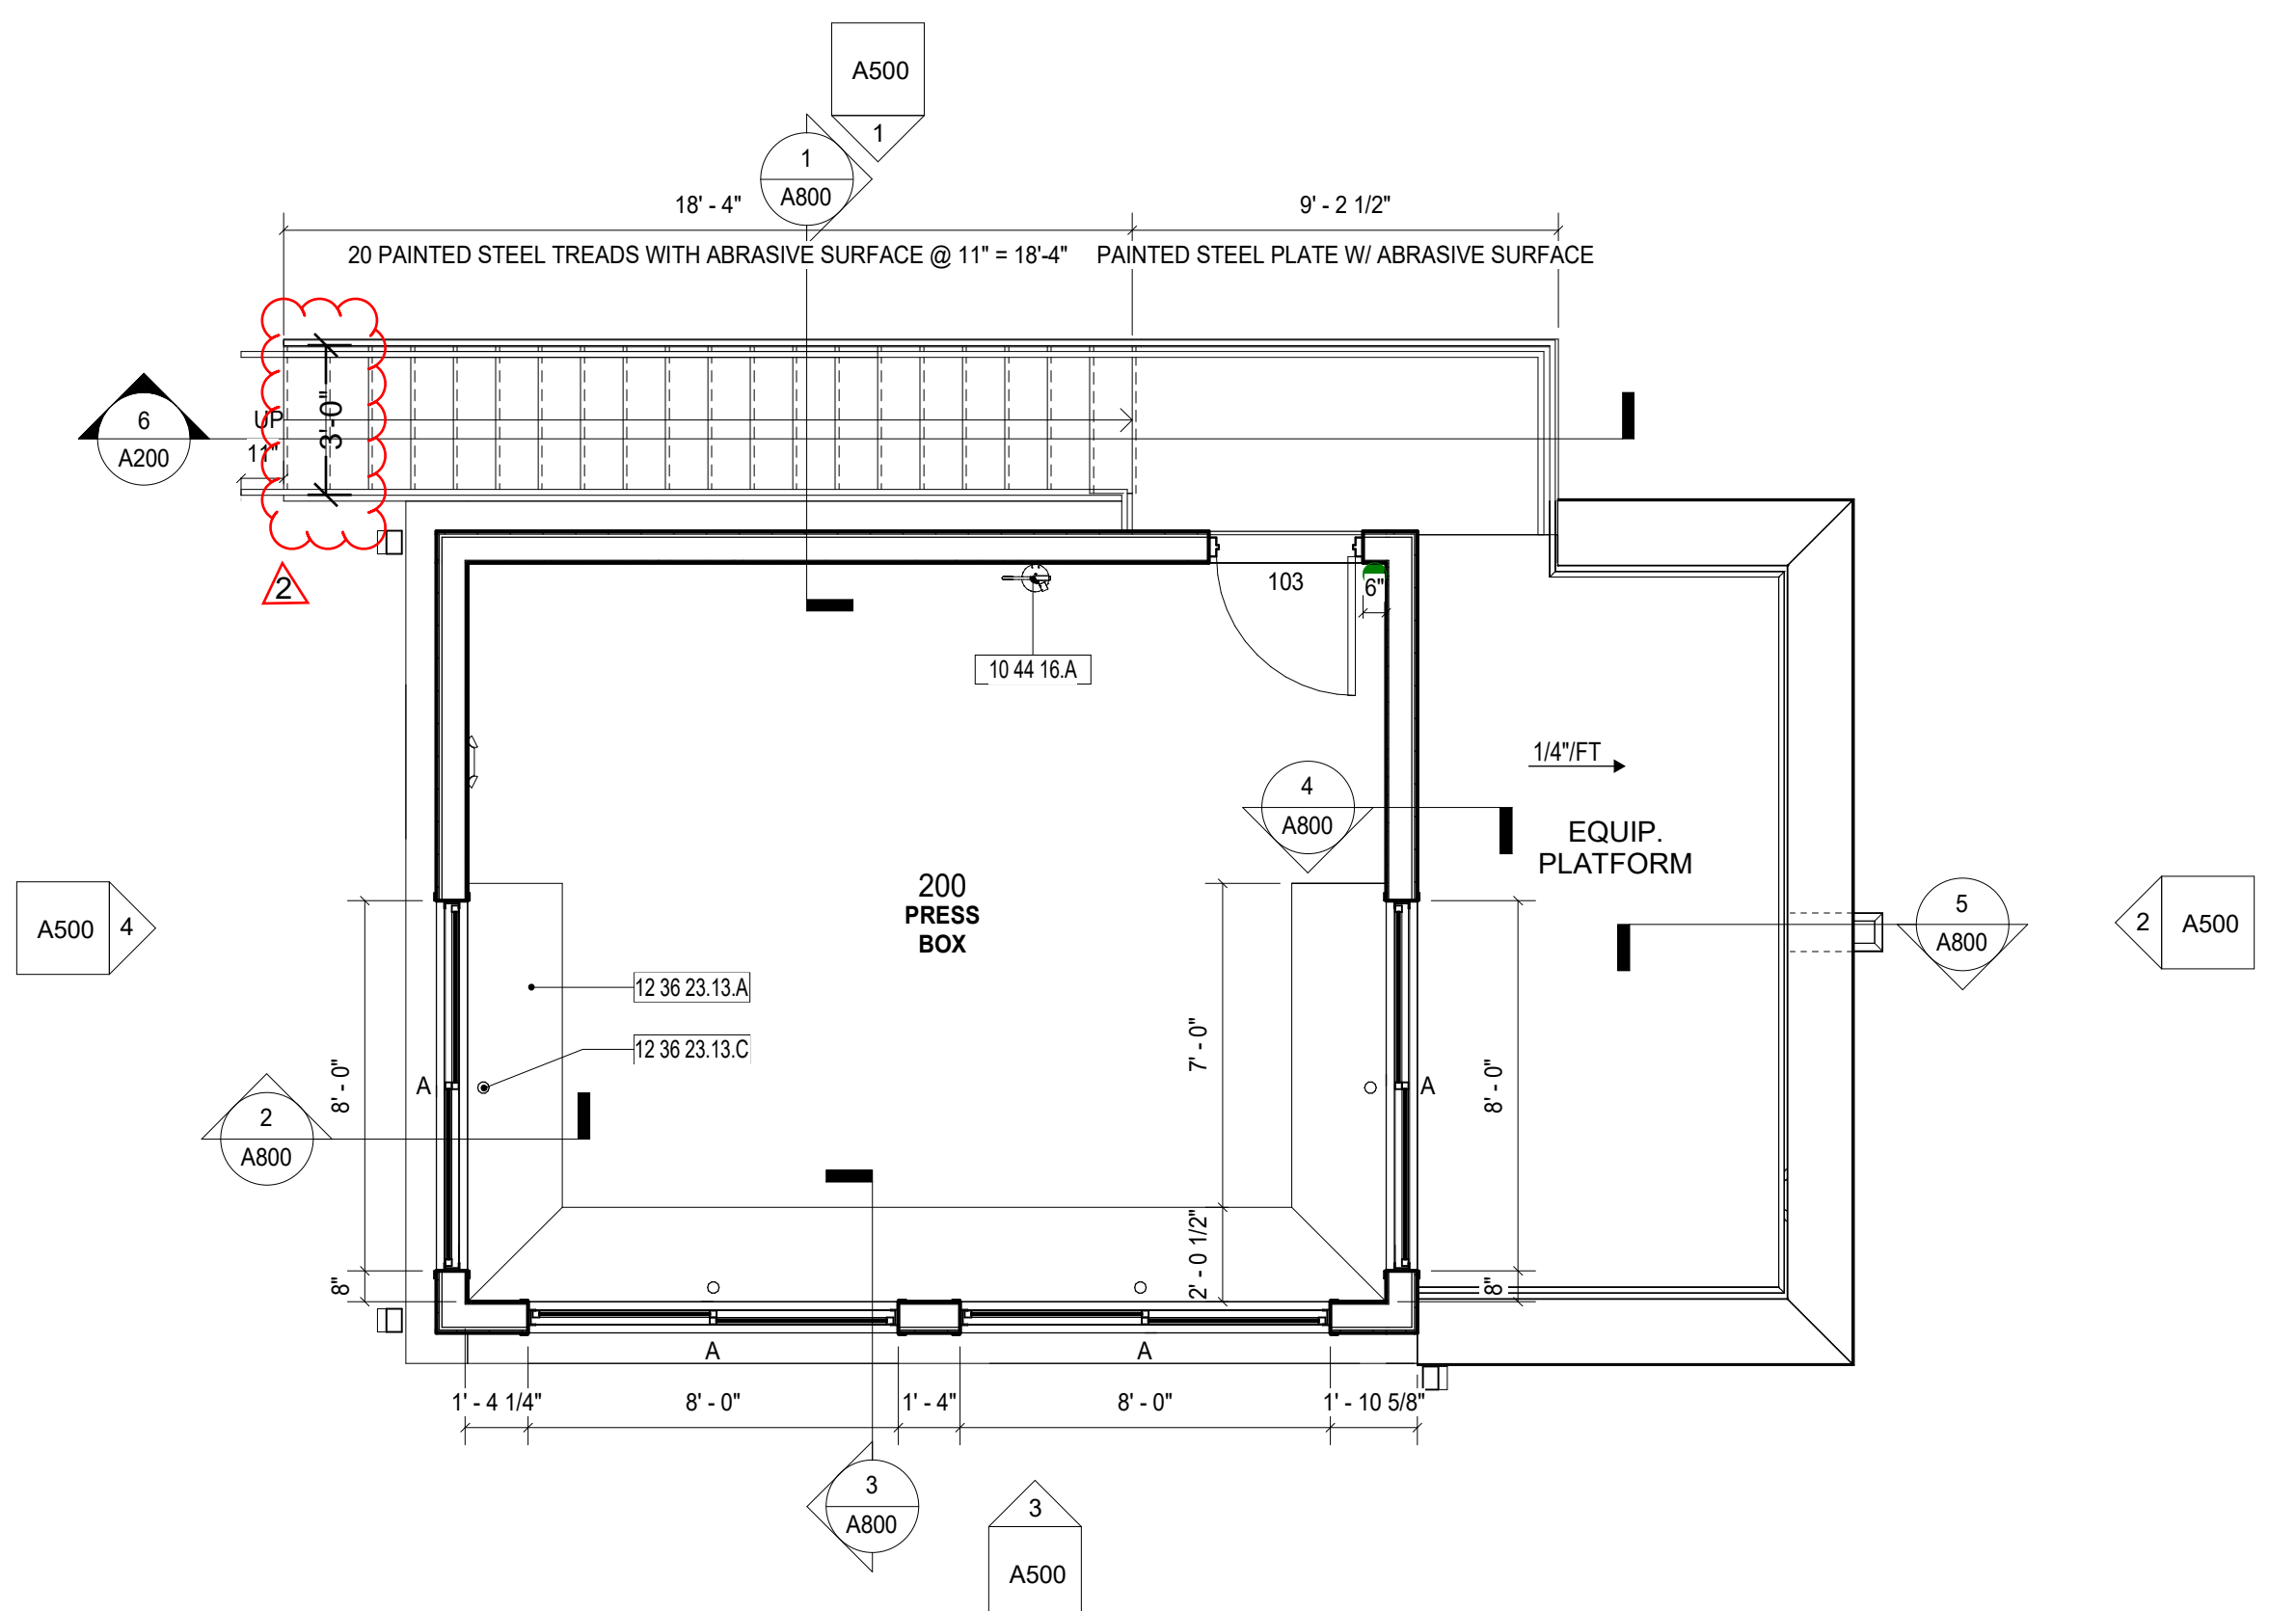 A500
1
1
A800
18' - 4"
9' - 2 1/2"
20 PAINTED STEEL TREADS WITH ABRASIVE SURFACE @ 11" = 18'-4"
PAINTED STEEL PLATE W/ ABRASIVE SURFACE
6
A200
UP
11"
3'-0"
2
103
6"
10 44 16.A
1/4"/FT
4
A800
EQUIP.
PLATFORM
200
PRESS
BOX
A500
4
5
A800
2
A500
12 36 23.13.A
12 36 23.13.C
7' - 0"
8' - 0"
A
A
8' - 0"
2
A800
2' - 0 1/2"
8"
8"
A
A
1' - 4 1/4"
8' - 0"
1' - 4"
8' - 0"
1' - 10 5/8"
3
A800
3
A500